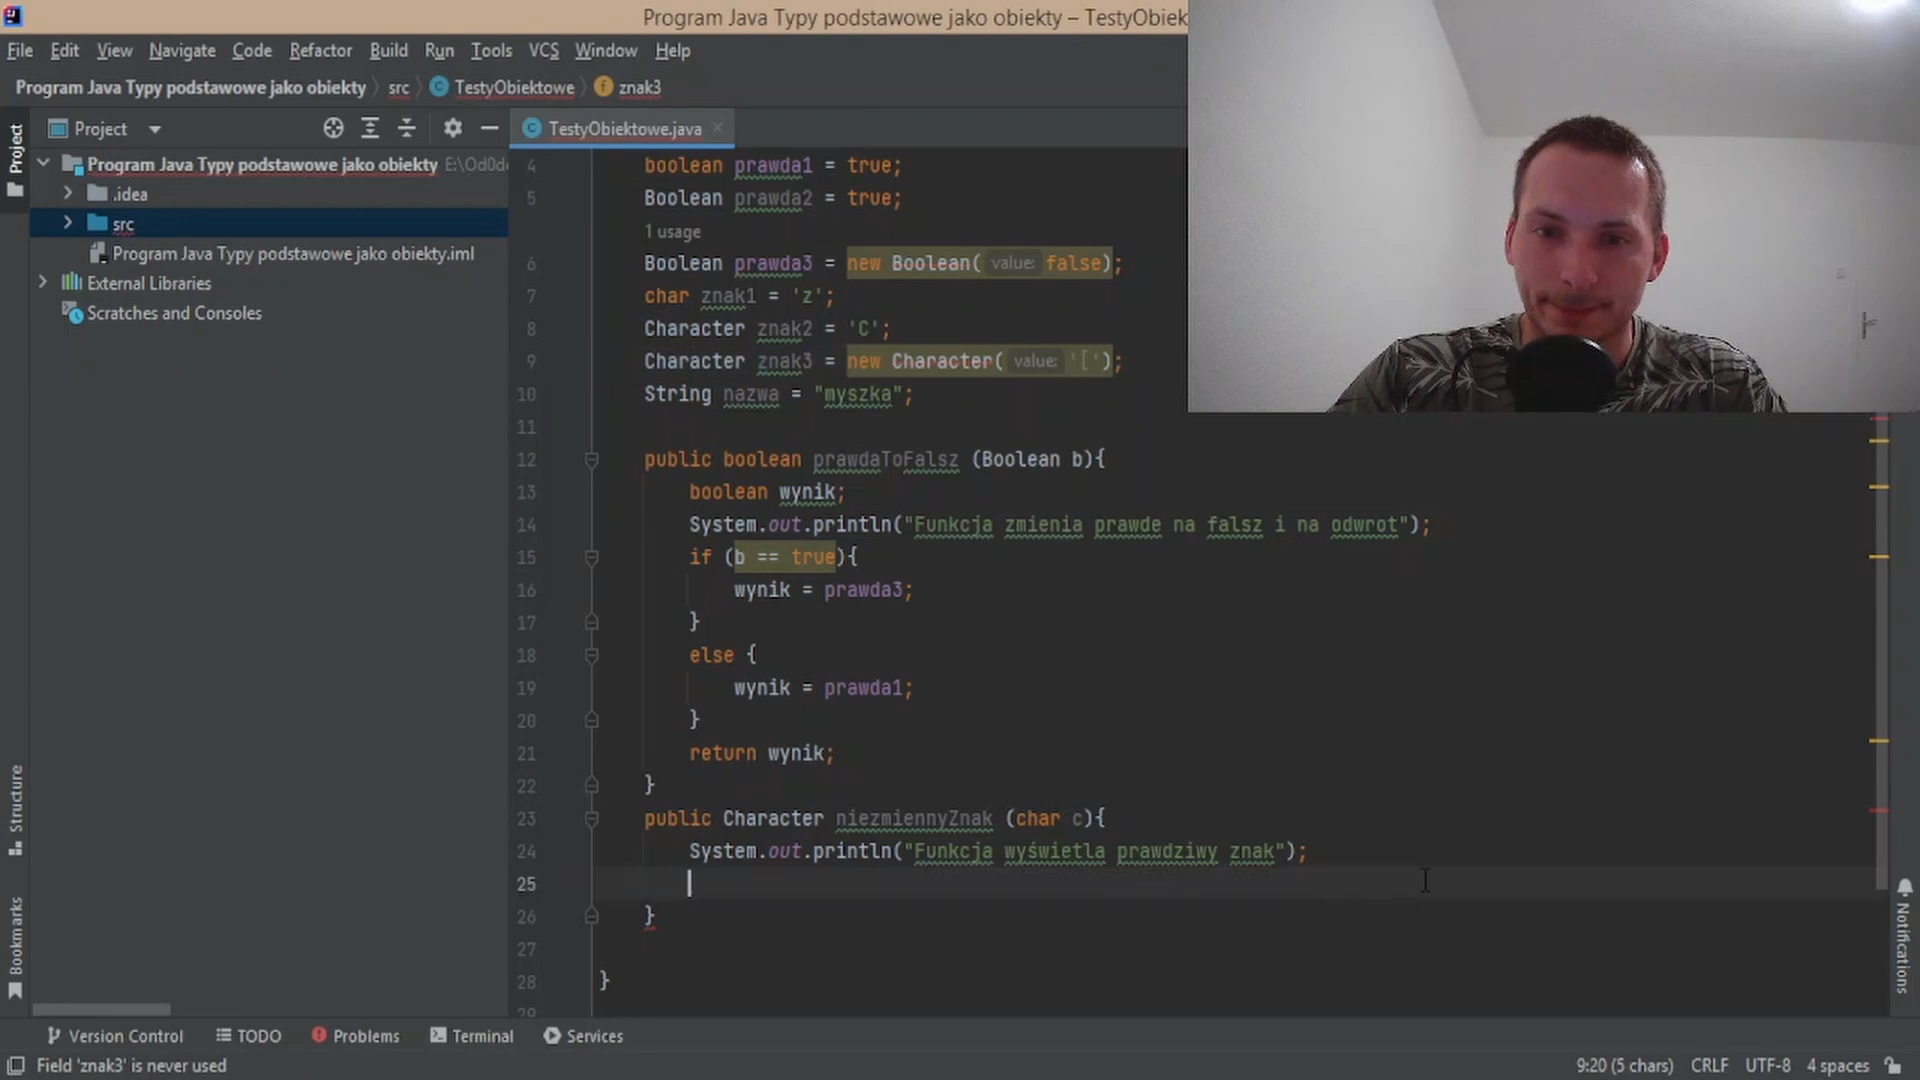 Program Java Typy podstawowe jako obiekty – TestyObiek
File Edit View Navigate Code Refactor Build Run Tools VCS Window Help
Program Java Typy podstawowe jako obiekty src TestyObiektowe znak3
Project
Project
TestyObiektowe.java
Program Java Typy podstawowe jako obiekty E:\Od0d
.idea
src
Program Java Typy podstawowe jako obiekty.iml
External Libraries
Scratches and Consoles
4 boolean prawda1 = true;
5 Boolean prawda2 = true;
1 usage
6 Boolean prawda3 = new Boolean( value: false);
7 char znak1 = 'z';
8 Character znak2 = 'C';
9 Character znak3 = new Character( value: '[');
10 String nazwa = "myszka";
11
12 public boolean prawdaToFalsz (Boolean b){
13 boolean wynik;
14 System.out.println("Funkcja zmienia prawde na falsz i na odwrot");
15 if (b == true){
16 wynik = prawda3;
17 }
18 else {
19 wynik = prawda1;
20 }
21 return wynik;
22 }
23 public Character niezmiennyZnak (char c){
24 System.out.println("Funkcja wyświetla prawdziwy znak");
25
26 }
27
28 }
Structure
Bookmarks
Notifications
Version Control TODO Problems Terminal Services
Field 'znak3' is never used
9:20 (5 chars) CRLF UTF-8 4 spaces